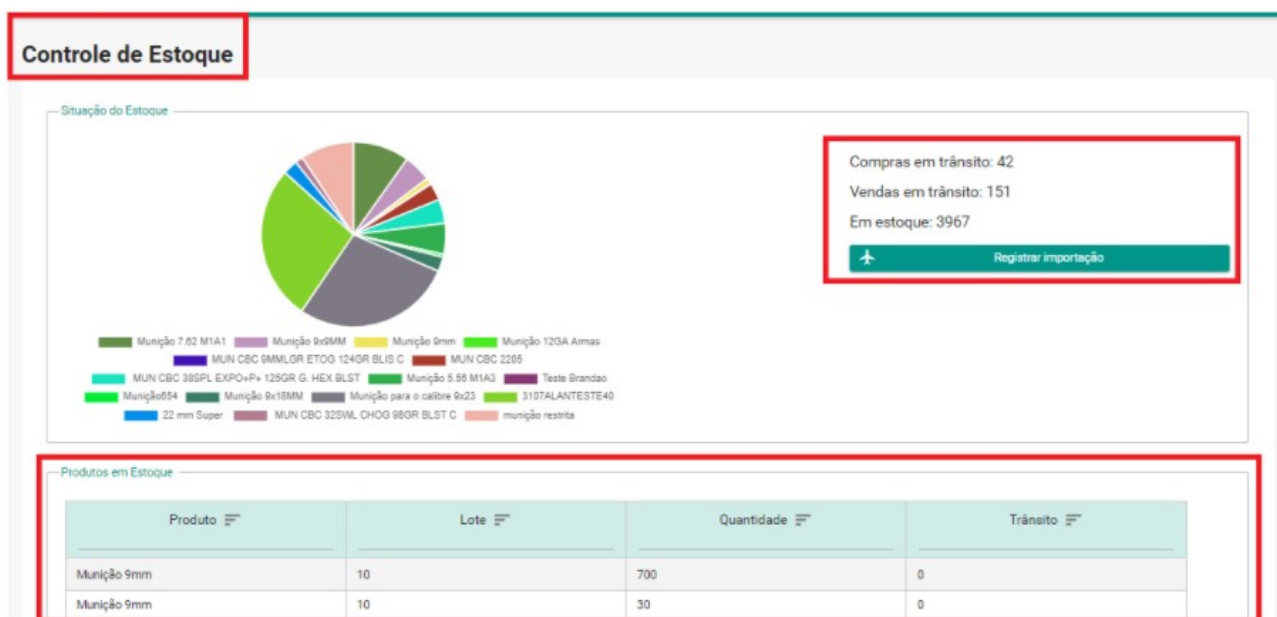 Controle de Estoque
Situação do Estoque
Compras em trânsito: 42
Vendas em trânsito: 151
Em estoque: 3967
Registrar importação
Munição 7.62 M1A1 Munição 9x9MM Munição 9mm Munição 12GA Armas
MUN CBC 9MMLGR ETOG 124GR BLIS C MUN CBC 2205
MUN CBC 38SPL EXPO+P+ 125GR G. HEX BLST Munição 5.56 M1A3 Teste Brandao
Munição654 Munição 9x18MM Munição para o calibre 9x23 3107ALANTESTE40
22 mm Super MUN CBC 32SWL CHOG 98GR BLST C munição restrita
Produtos em Estoque
Produto Lote Quantidade Trânsito
Munição 9mm 10 700 0
Munição 9mm 10 30 0